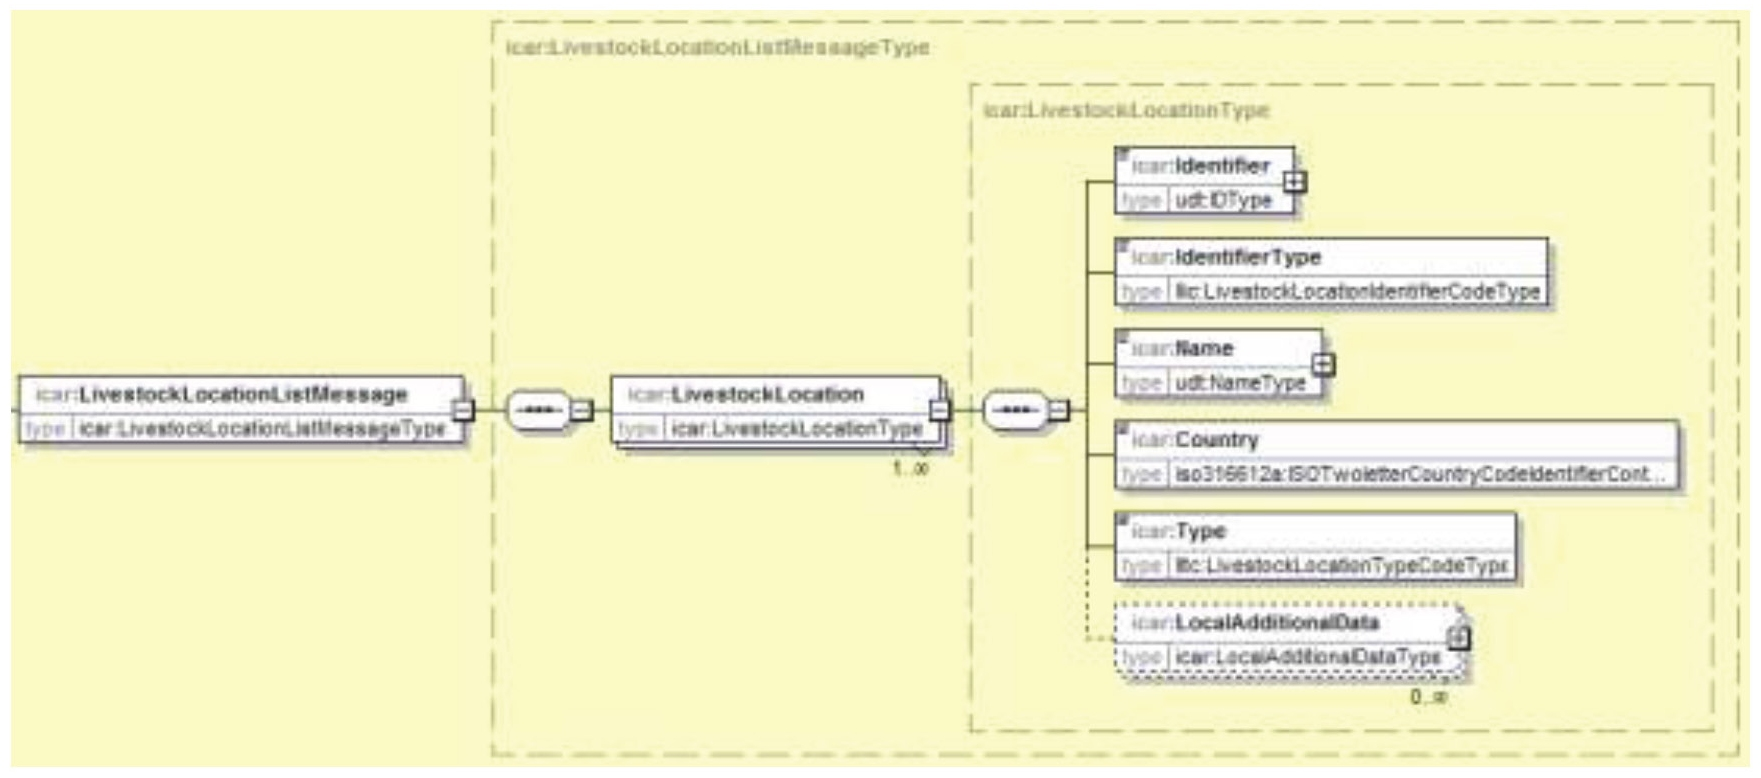 icar:LivestockLocationListMessageType
icar:LivestockLocationType
icar:Identifier
type udt:IDType
icar:IdentifierType
type llic:LivestockLocationIdentifierCodeType
icar:Name
type udt:NameType
icar:LivestockLocationListMessage
type icar:LivestockLocationListMessageType
icar:LivestockLocation
type icar:LivestockLocationType
1..∞
icar:Country
type iso316612a:ISOTwoletterCountryCodeIdentifierCont...
icar:Type
type lltc:LivestockLocationTypeCodeType
icar:LocalAdditionalData
type icar:LocalAdditionalDataType
0..∞